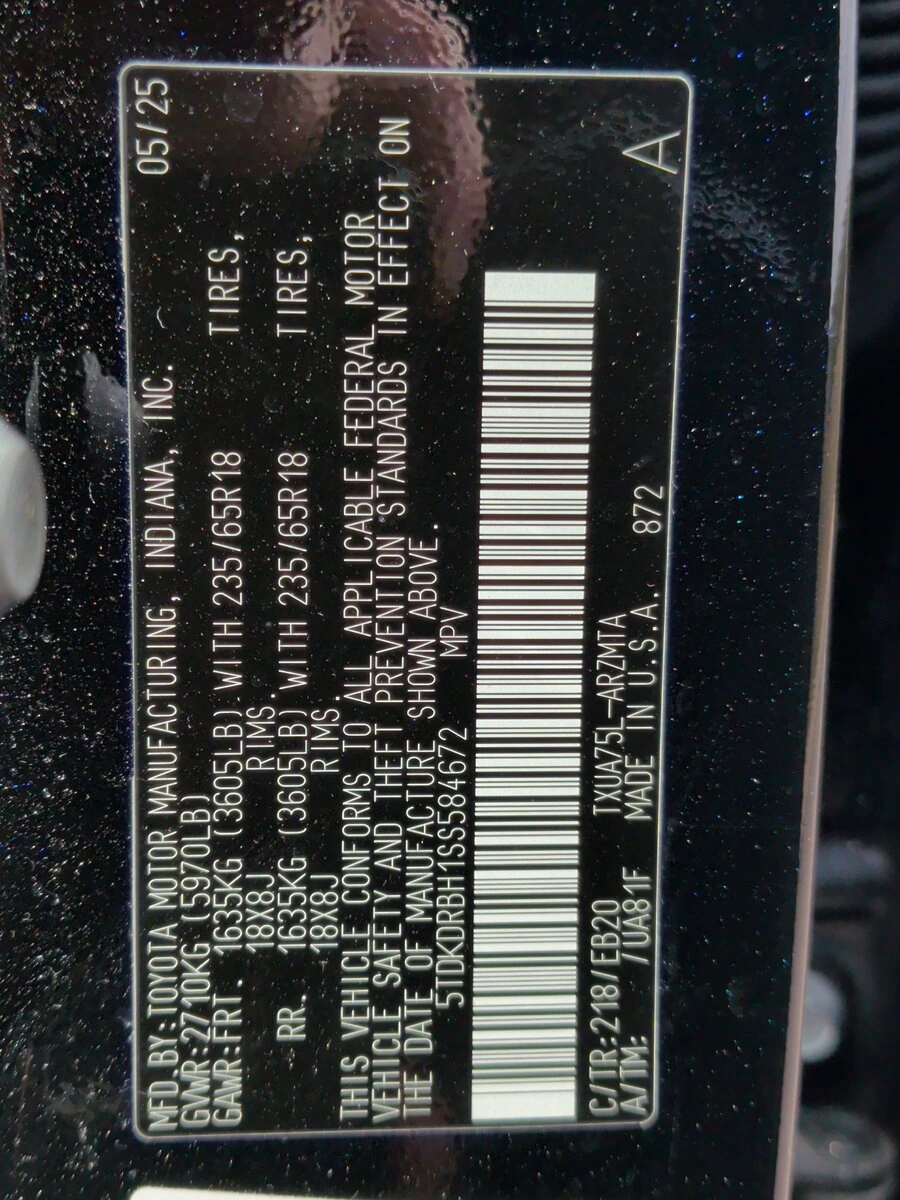 MFD.BY:TOYOTA MOTOR MANUFACTURING, INDIANA, INC. 05/25
GVWR:2710KG (5970LB)
GAWR:FRT. 1635KG (3605LB) WITH 235/65R18 TIRES,
18X8J RIMS.
RR. 1635KG (3605LB) WITH 235/65R18 TIRES,
18X8J RIMS
THIS VEHICLE CONFORMS TO ALL APPLICABLE FEDERAL MOTOR
VEHICLE SAFETY AND THEFT PREVENTION STANDARDS IN EFFECT ON
THE DATE OF MANUFACTURE SHOWN ABOVE.
5TDKDRBH1SS584672 MPV
C/TR:218/EB20 TXUA75L-ARZMTA
A/TM: /UA81F MADE IN U.S.A. 872 A